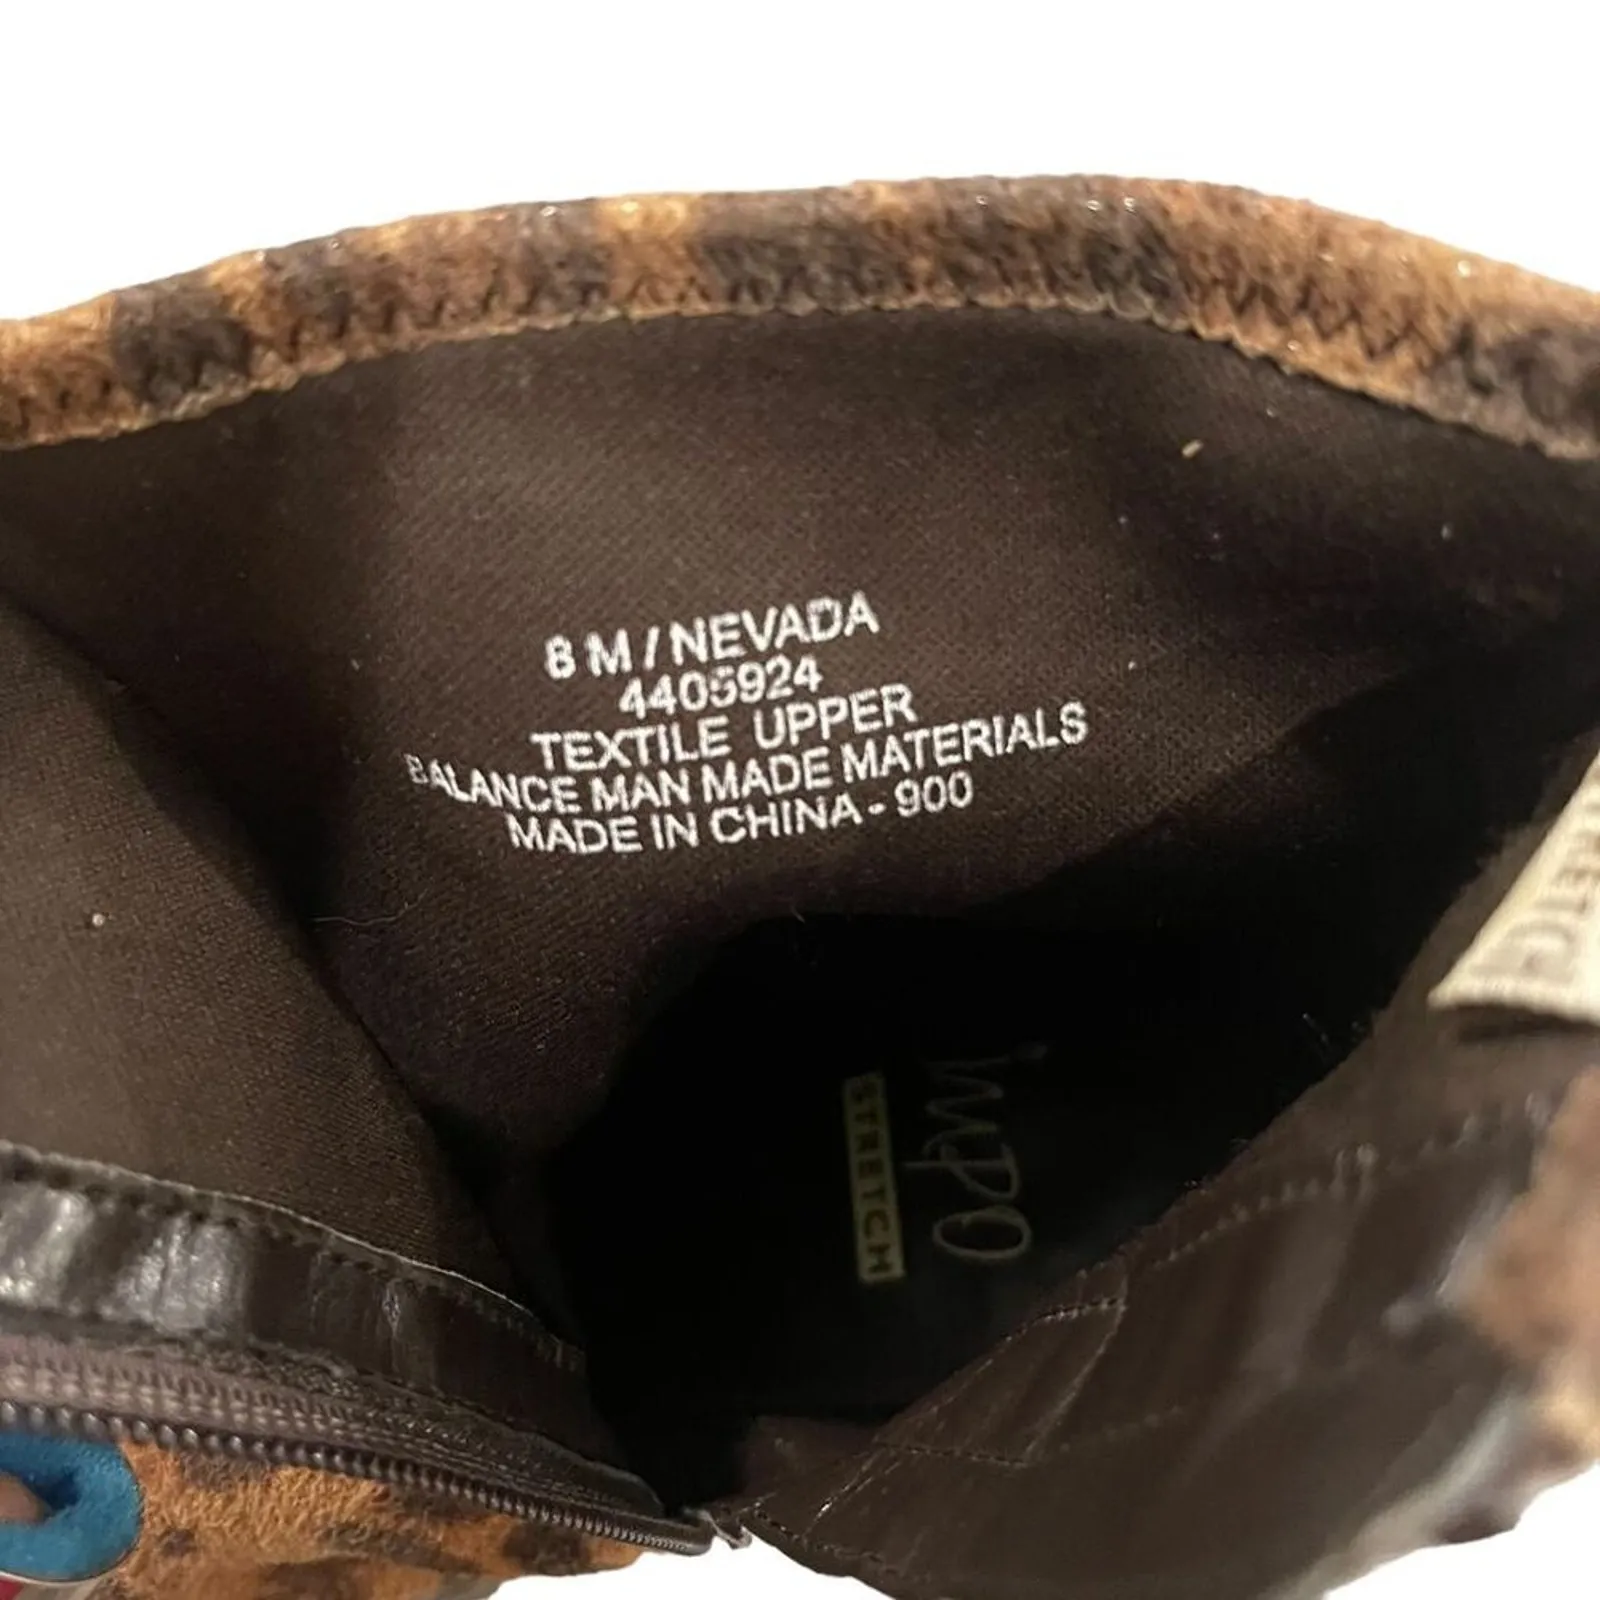 8 M / NEVADA
4405924
TEXTILE UPPER
BALANCE MAN MADE MATERIALS
MADE IN CHINA - 900
impo
STRETCH